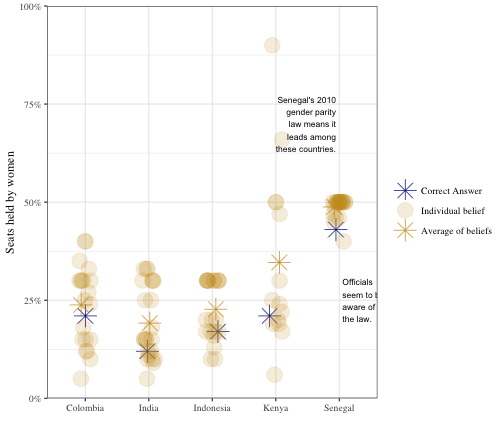 100%
75%
50%
25%
0%
Seats held by women
Senegal's 2010
gender parity
law means it
leads among
these countries.
Officials
seem to b
aware of
the law.
Colombia
India
Indonesia
Kenya
Senegal
Correct Answer
Individual belief
Average of beliefs